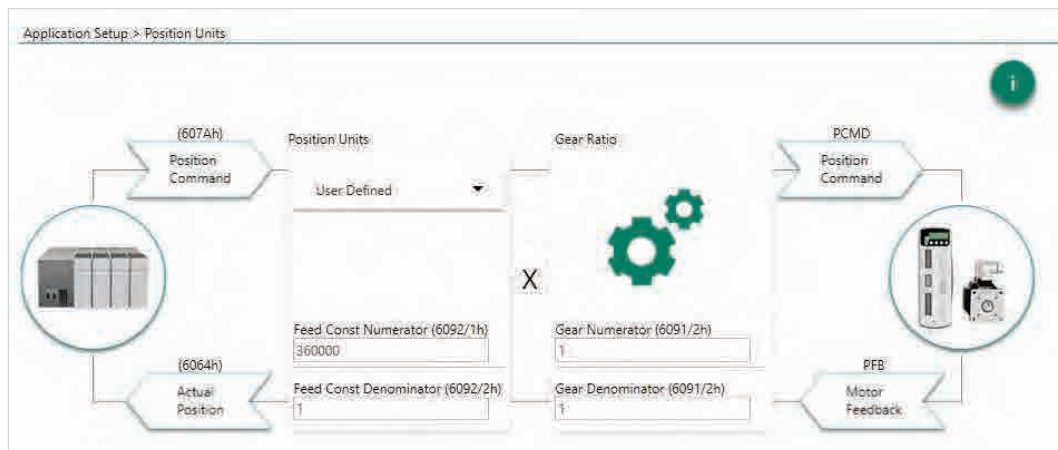 Application Setup > Position Units
i
(607Ah)
Position
Command
Position Units
User Defined
Gear Ratio
PCMD
Position
Command
X
Feed Const Numerator (6092/1h)
360000
Gear Numerator (6091/2h)
1
(6064h)
Actual
Position
Feed Const Denominator (6092/2h)
1
Gear Denominator (6091/2h)
1
PFB
Motor
Feedback